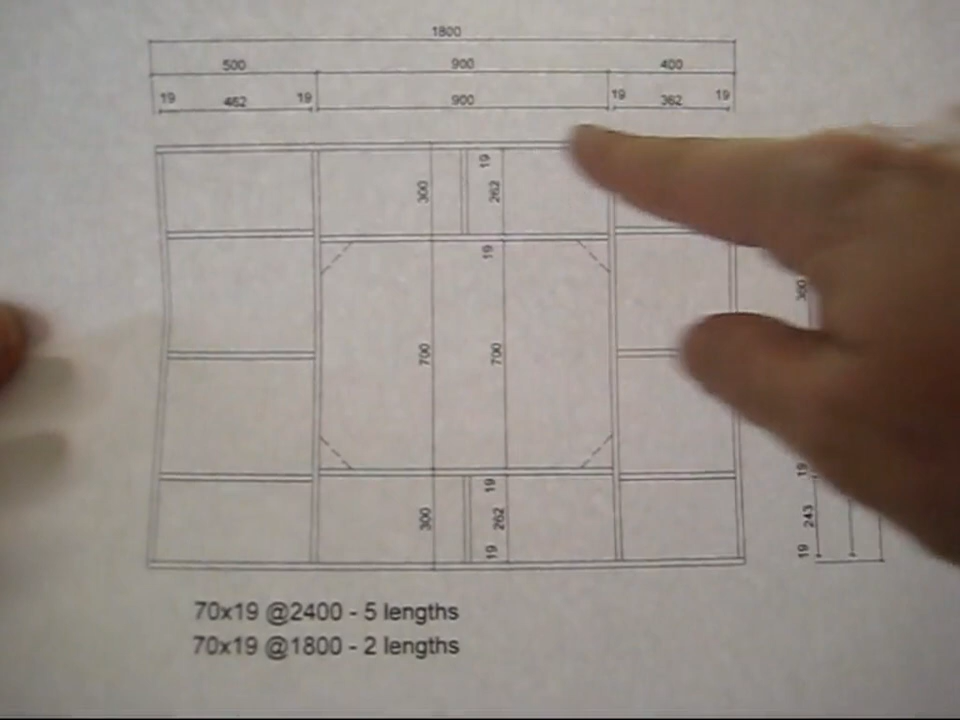 1800
500 900 400
19 462 19 900 19 362 19
300 19 262
19
360
700 700
19
300 19 262 19
243
19
70x19 @2400 - 5 lengths
70x19 @1800 - 2 lengths